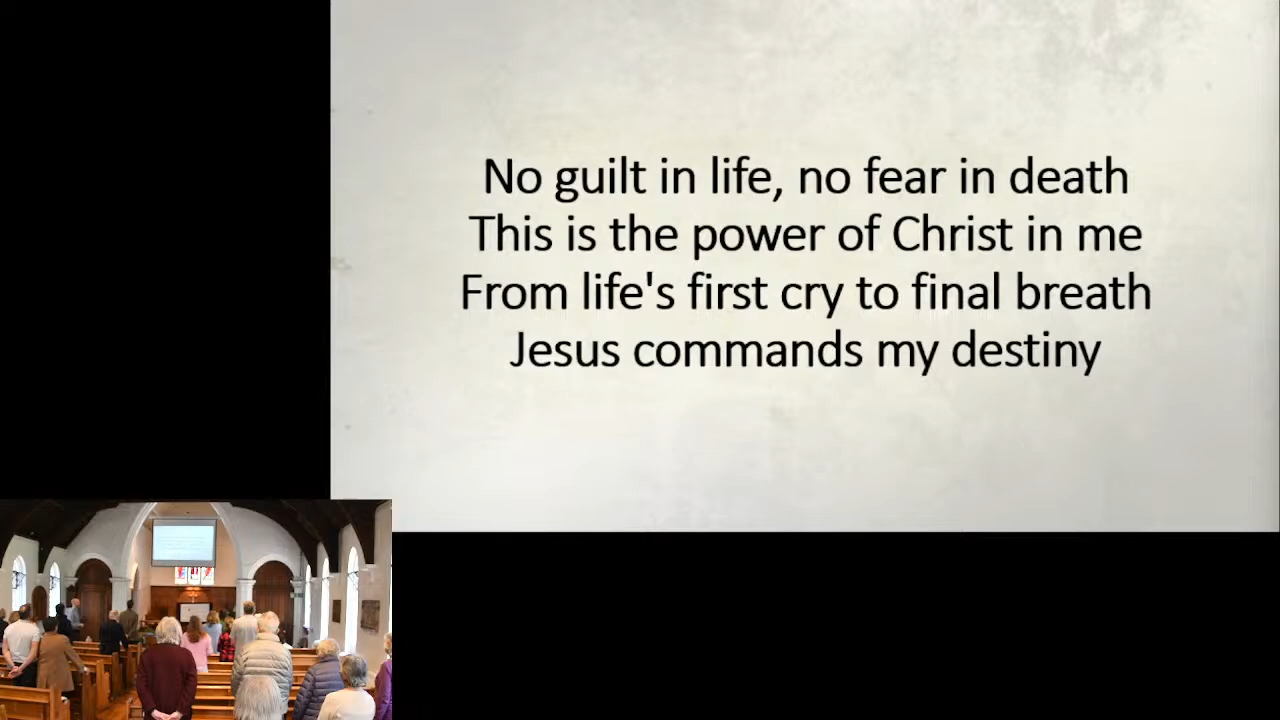 No guilt in life, no fear in death
This is the power of Christ in me
From life's first cry to final breath
Jesus commands my destiny